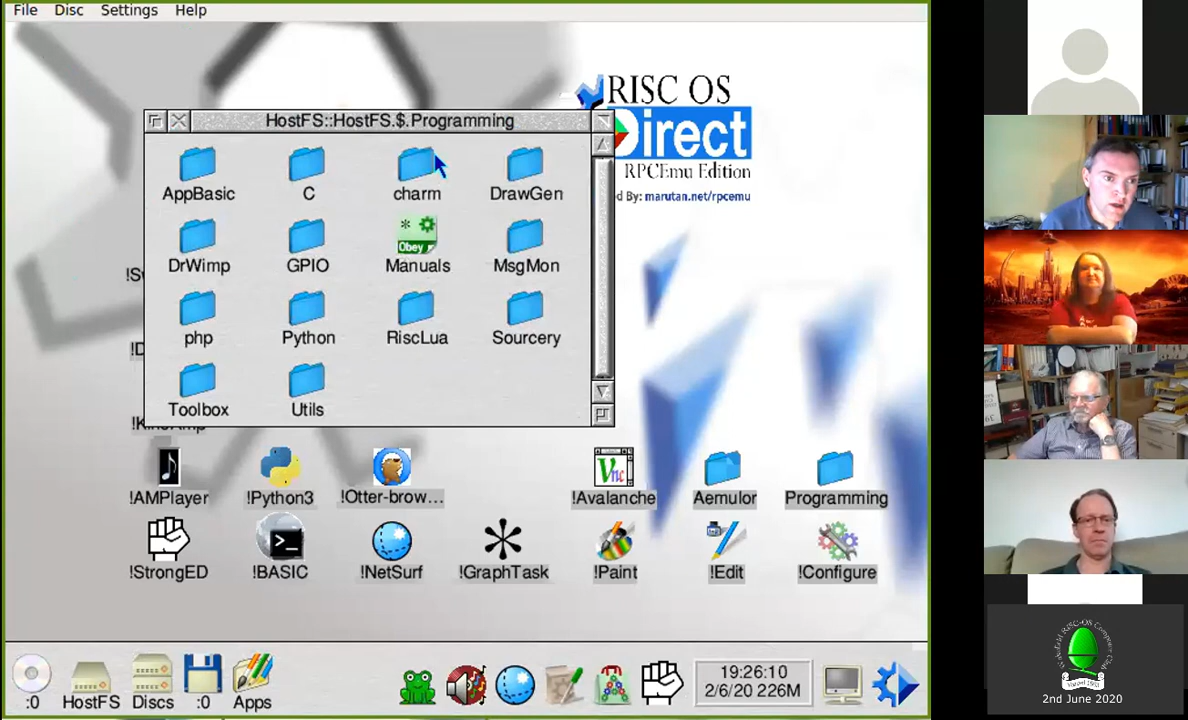 File Disc Settings Help
RISC OS
Direct
RPCEmu Edition
d By: marutan.net/rpcemu
HostFS::HostFS.$.Programming
AppBasic C charm DrawGen
Obey
DrWimp GPIO Manuals MsgMon
php Python RiscLua Sourcery
Toolbox Utils
!AMPlayer !Python3 !Otter-brow... !Avalanche Aemulor Programming
!StrongED !BASIC !NetSurf !GraphTask !Paint !Edit !Configure
:0 HostFS Discs :0 Apps
19:26:10
2/6/20 226M
2nd June 2020